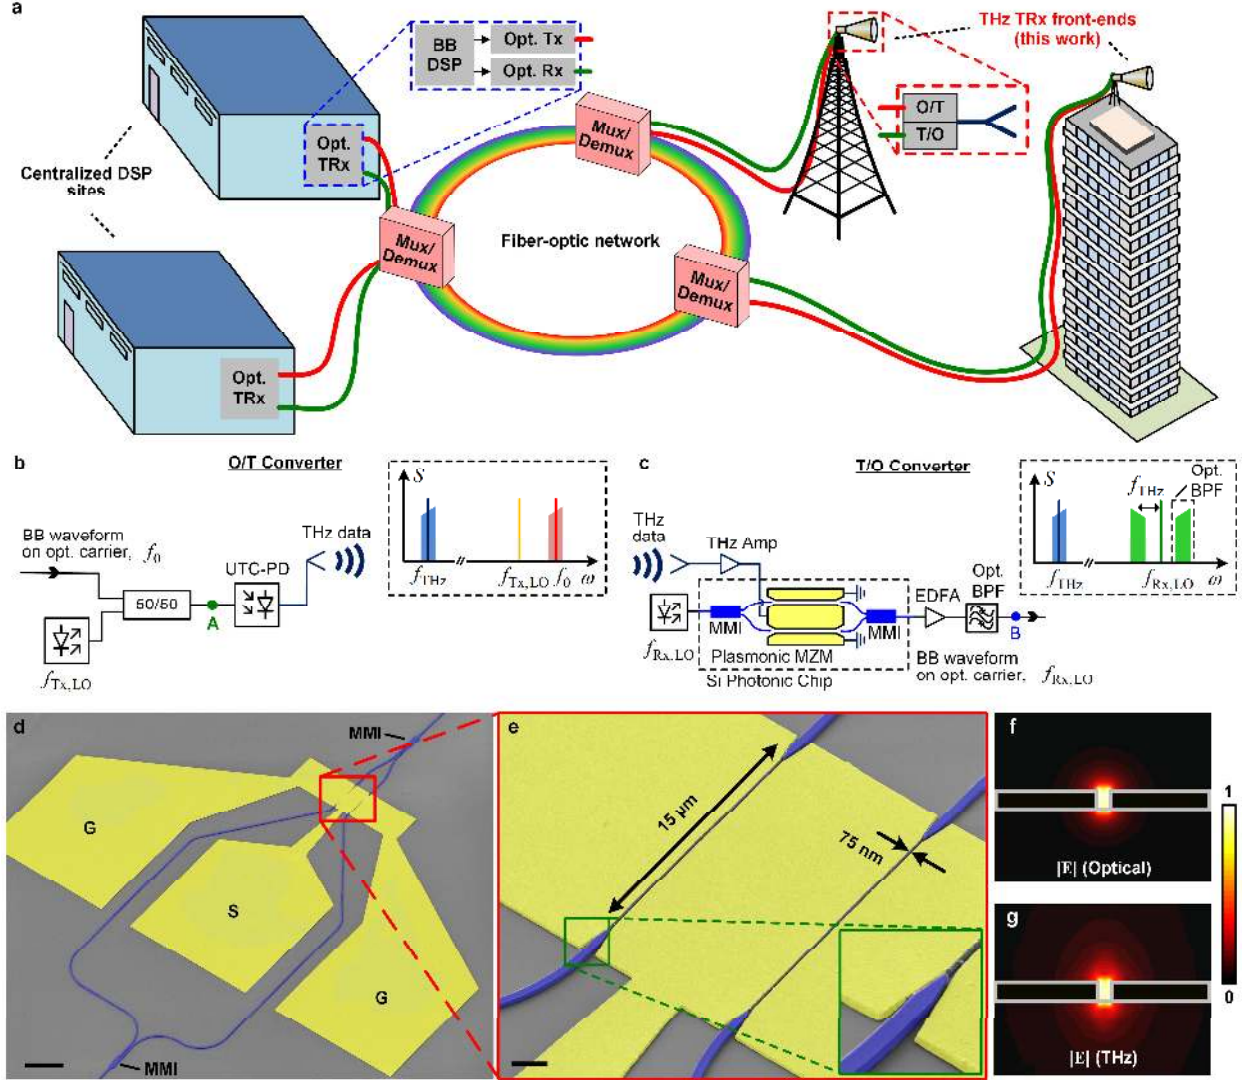 a
BB
DSP
Opt. Tx
Opt. Rx
THz TRx front-ends
(this work)
O/T
T/O
Opt.
TRx
Centralized DSP
sites
Mux/
Demux
Mux/
Demux
Mux/
Demux
Fiber-optic network
Opt.
TRx
b
O/T Converter
BB waveform
on opt. carrier, f0
50/50
A
UTC-PD
THz data
fTx,LO
S
fTHz
fTx,LO f0 ω
c
T/O Converter
THz
data
THz Amp
fRx,LO
MMI
MMI
Plasmonic MZM
Si Photonic Chip
EDFA
Opt.
BPF
B
BB waveform
on opt. carrier, fRx,LO
S
fTHz
Opt.
BPF
fTHz
fRx,LO ω
d
MMI
G
S
G
MMI
e
15 µm
75 nm
f
|E| (Optical)
g
|E| (THz)
1
0